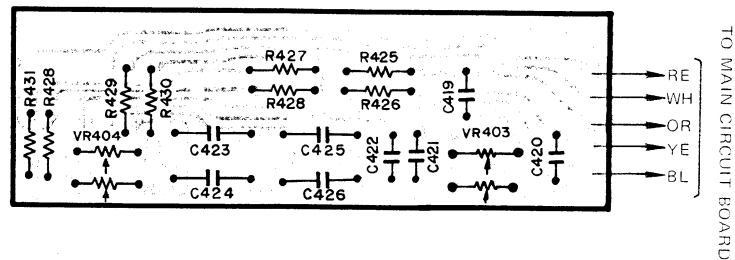 R431
R428
R429
R430
R427
R428
R425
R426
C419
VR404
C423
C424
C425
C426
C422
C421
VR403
C420
RE
WH
OR
YE
BL
TO MAIN CIRCUIT BOARD